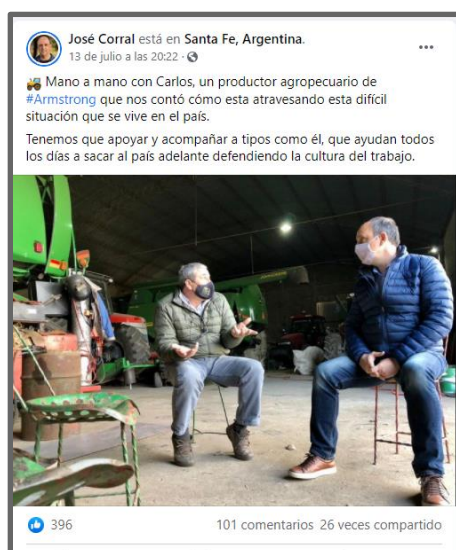 José Corral está en Santa Fe, Argentina.
13 de julio a las 20:22 ·
🚜 Mano a mano con Carlos, un productor agropecuario de
#Armstrong que nos contó cómo esta atravesando esta difícil
situación que se vive en el país.
Tenemos que apoyar y acompañar a tipos como él, que ayudan todos
los días a sacar al país adelante defendiendo la cultura del trabajo.
396
101 comentarios 26 veces compartido